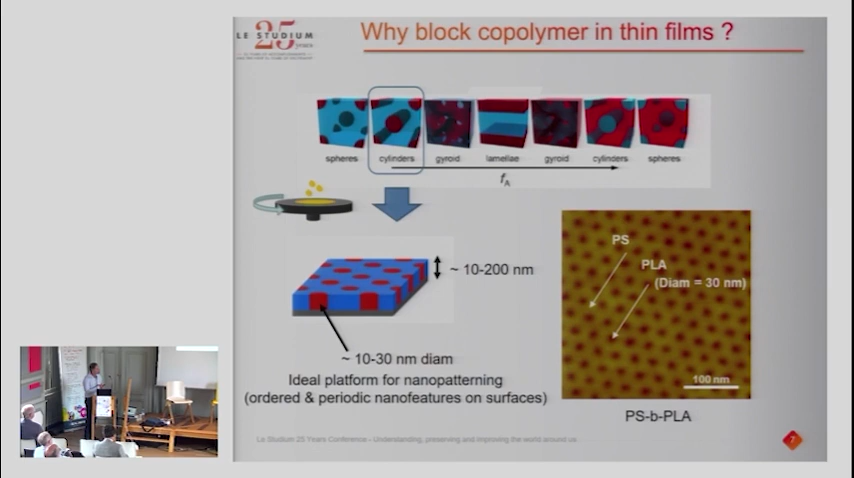 LE STUDIUM
25
years
Why block copolymer in thin films ?
spheres cylinders gyroid lamellae gyroid cylinders spheres
fA
~ 10-200 nm
PS
PLA
(Diam = 30 nm)
100 nm
~ 10-30 nm diam
Ideal platform for nanopatterning
(ordered & periodic nanofeatures on surfaces)
PS-b-PLA
Le Studium 25 Years Conference - Understanding, preserving and improving the world around us
7